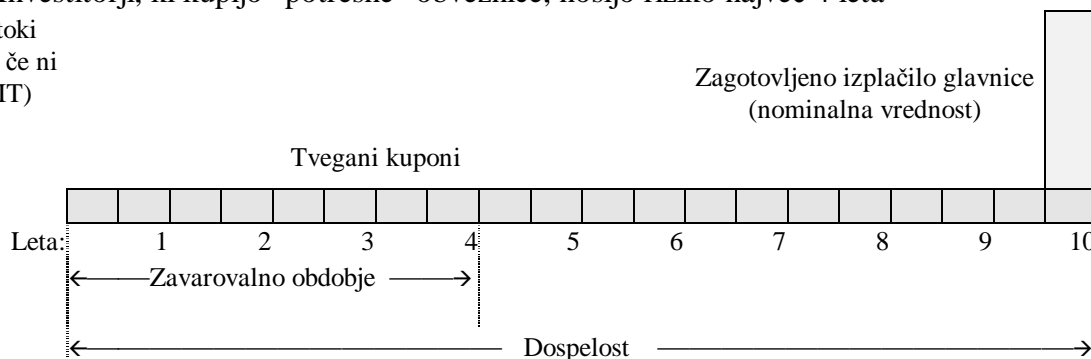 investitorji, ki kupijo "potresne" obveznice, nosijo riziko največ 4 leta
toki
če ni
IT)
Zagotovljeno izplačilo glavnice
(nominalna vrednost)
Tvegani kuponi
Leta: 1 2 3 4 5 6 7 8 9 10
Zavarovalno obdobje
Dospelost